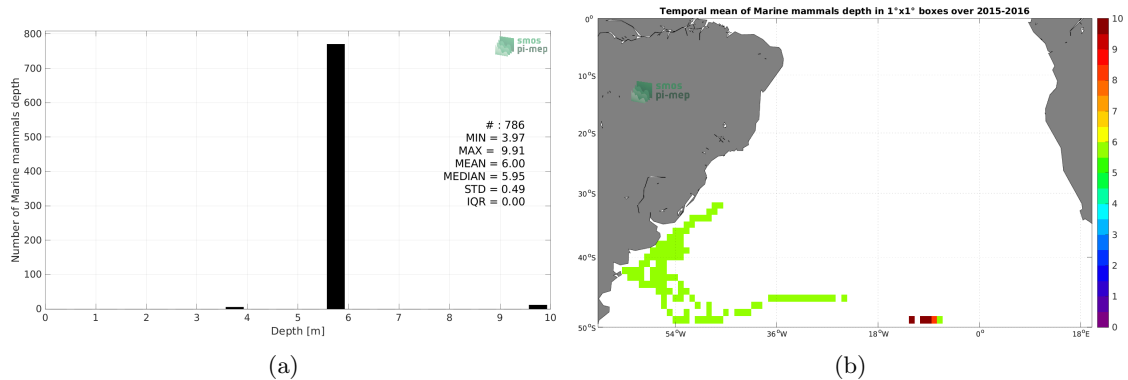 smos
pi-mep
800
700
600
500
400
300
200
100
0
Number of Marine mammals depth
# : 786
MIN = 3.97
MAX = 9.91
MEAN = 6.00
MEDIAN = 5.95
STD = 0.49
IQR = 0.00
0 1 2 3 4 5 6 7 8 9 10
Depth [m]
(a)
Temporal mean of Marine mammals depth in 1°x1° boxes over 2015-2016
smos
pi-mep
0°
10°S
20°S
30°S
40°S
50°S
54°W 36°W 18°W 0° 18°E
10
9
8
7
6
5
4
3
2
1
0
(b)